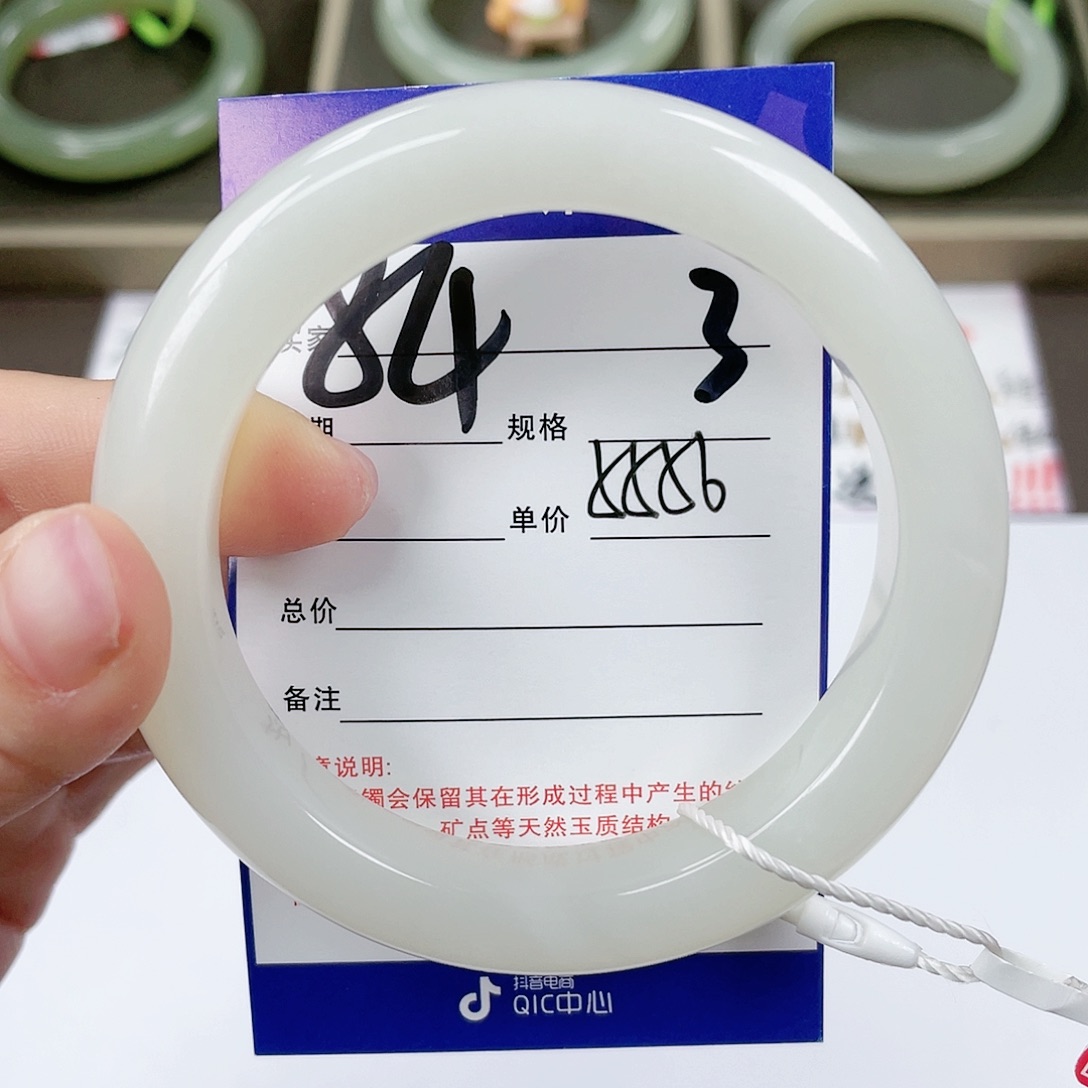 买家 84 3
期 规格
单价 8886
总价
备注
意说明:
镯会保留其在形成过程中产生的
矿点等天然玉质结构
抖音电商
QIC中心